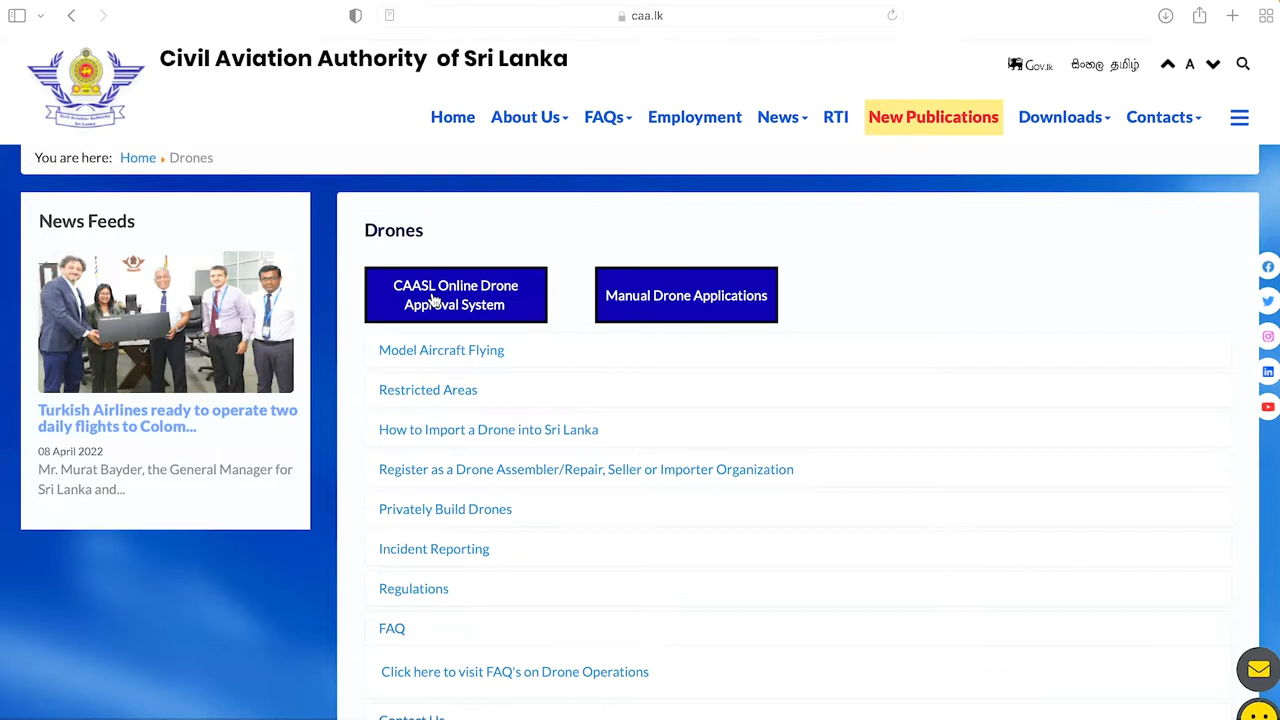 caa.lk
Civil Aviation Authority of Sri Lanka
Gov.lk සිංහල தமிழ் A
Home About Us FAQs Employment News RTI New Publications Downloads Contacts
You are here: Home Drones
News Feeds
Turkish Airlines ready to operate two
daily flights to Colom...
08 April 2022
Mr. Murat Bayder, the General Manager for
Sri Lanka and...
Drones
CAASL Online Drone
Approval System
Manual Drone Applications
Model Aircraft Flying
Restricted Areas
How to Import a Drone into Sri Lanka
Register as a Drone Assembler/Repair, Seller or Importer Organization
Privately Build Drones
Incident Reporting
Regulations
FAQ
Click here to visit FAQ's on Drone Operations
Contact Us